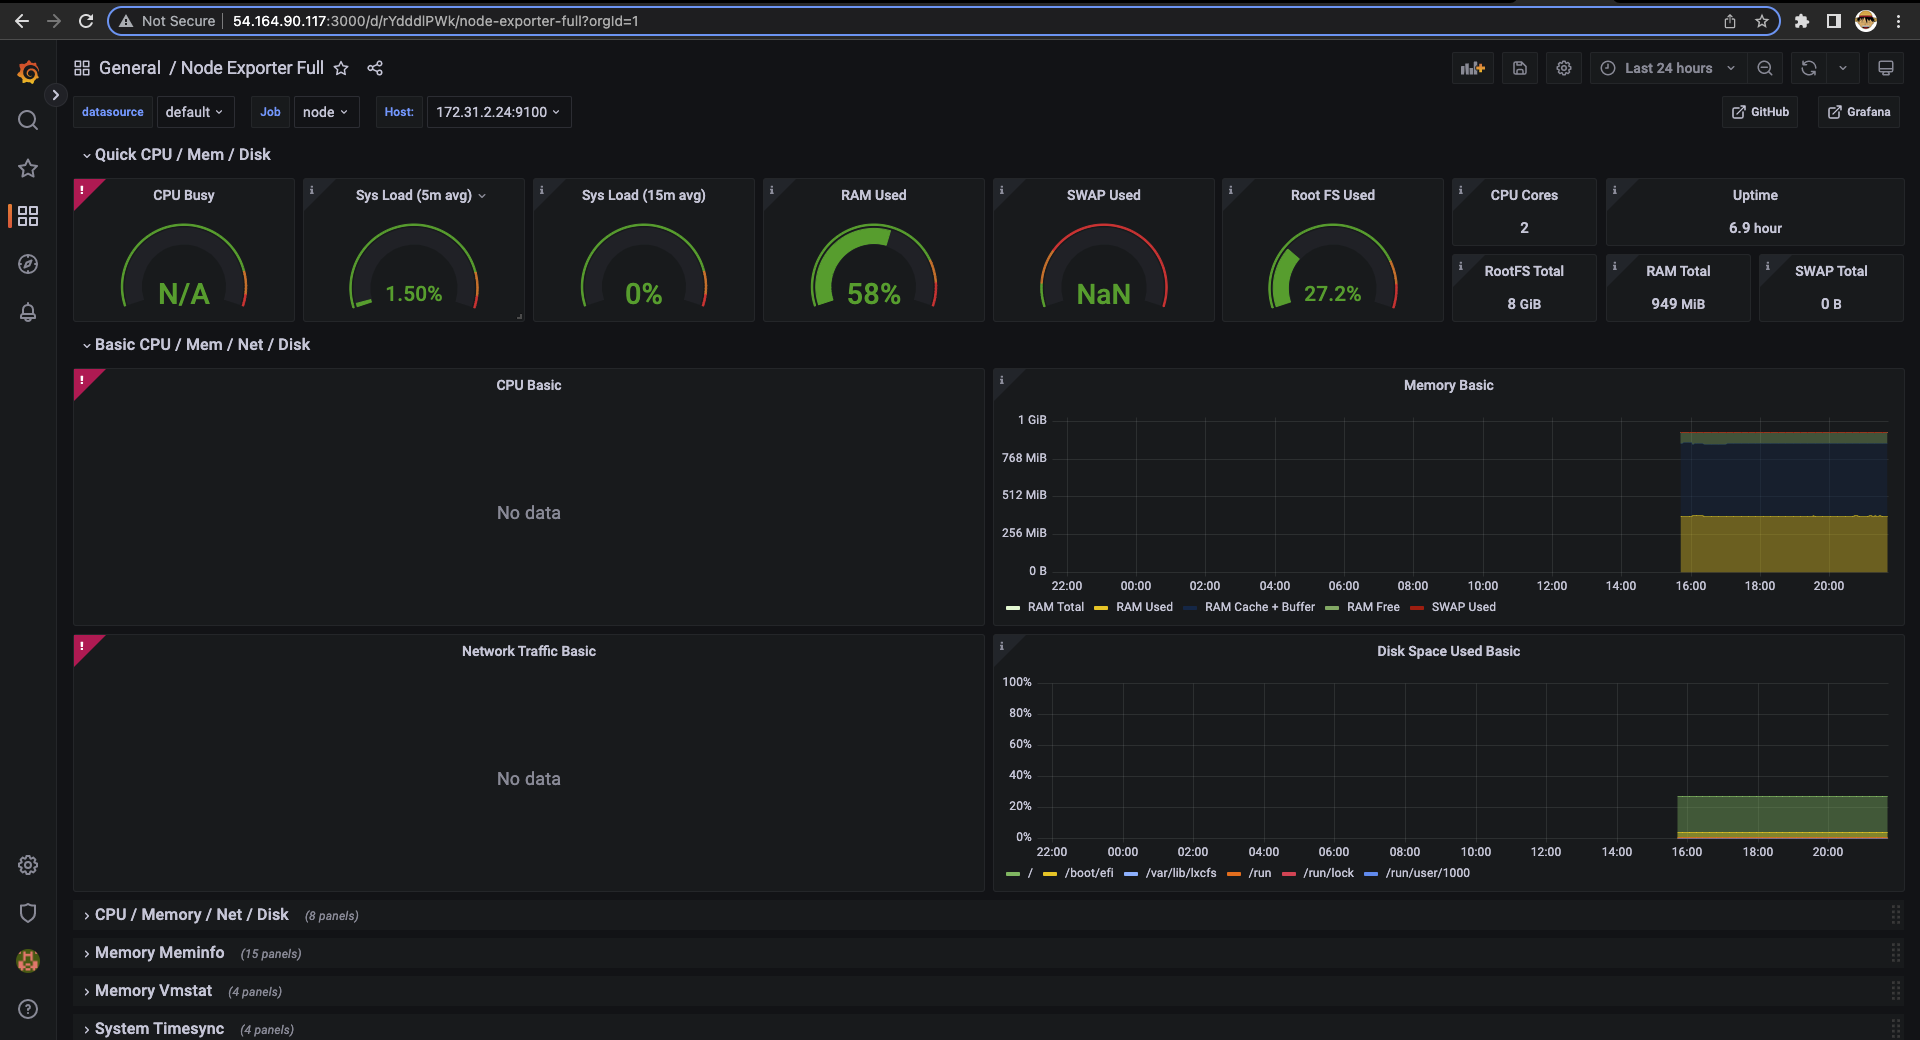 Not Secure | 54.164.90.117:3000/d/rYdddlPWk/node-exporter-full?orgId=1
General / Node Exporter Full
Last 24 hours
datasource default Job node Host: 172.31.2.24:9100
GitHub Grafana
Quick CPU / Mem / Disk
! CPU Busy
N/A
i Sys Load (5m avg)
1.50%
i Sys Load (15m avg)
0%
i RAM Used
58%
i SWAP Used
NaN
i Root FS Used
27.2%
i CPU Cores
2
i Uptime
6.9 hour
i RootFS Total
8 GiB
i RAM Total
949 MiB
i SWAP Total
0 B
Basic CPU / Mem / Net / Disk
! CPU Basic
No data
i Memory Basic
1 GiB
768 MiB
512 MiB
256 MiB
0 B
22:00 00:00 02:00 04:00 06:00 08:00 10:00 12:00 14:00 16:00 18:00 20:00
RAM Total RAM Used RAM Cache + Buffer RAM Free SWAP Used
! Network Traffic Basic
No data
i Disk Space Used Basic
100%
80%
60%
40%
20%
0%
22:00 00:00 02:00 04:00 06:00 08:00 10:00 12:00 14:00 16:00 18:00 20:00
/ /boot/efi /var/lib/lxcfs /run /run/lock /run/user/1000
CPU / Memory / Net / Disk (8 panels)
Memory Meminfo (15 panels)
Memory Vmstat (4 panels)
System Timesync (4 panels)